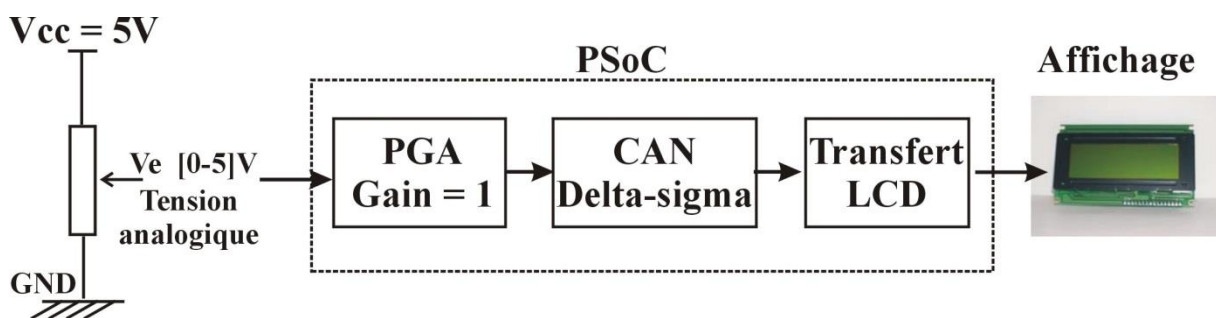 Vcc = 5V
PSoC
Affichage
Ve [0-5]V
Tension
analogique
PGA
Gain = 1
CAN
Delta-sigma
Transfert
LCD
GND